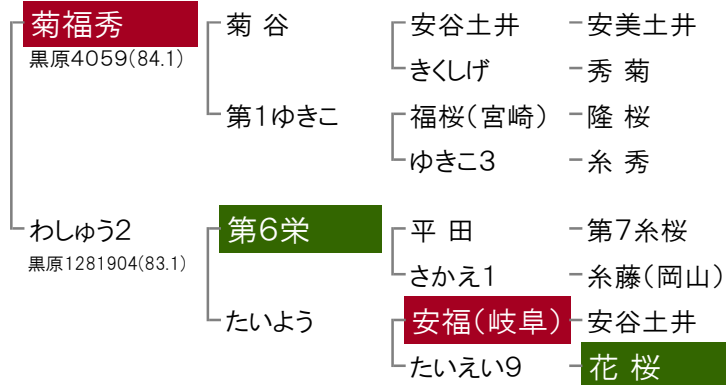 菊福秀
黒原4059(84.1)
菊 谷
安谷土井
安美土井
きくしげ
秀 菊
第1ゆきこ
福桜(宮崎)
隆 桜
ゆきこ3
糸 秀
わしゅう2
黒原1281904(83.1)
第6栄
平 田
第7糸桜
さかえ1
糸藤(岡山)
たいよう
安福(岐阜)
安谷土井
たいえい9
花 桜